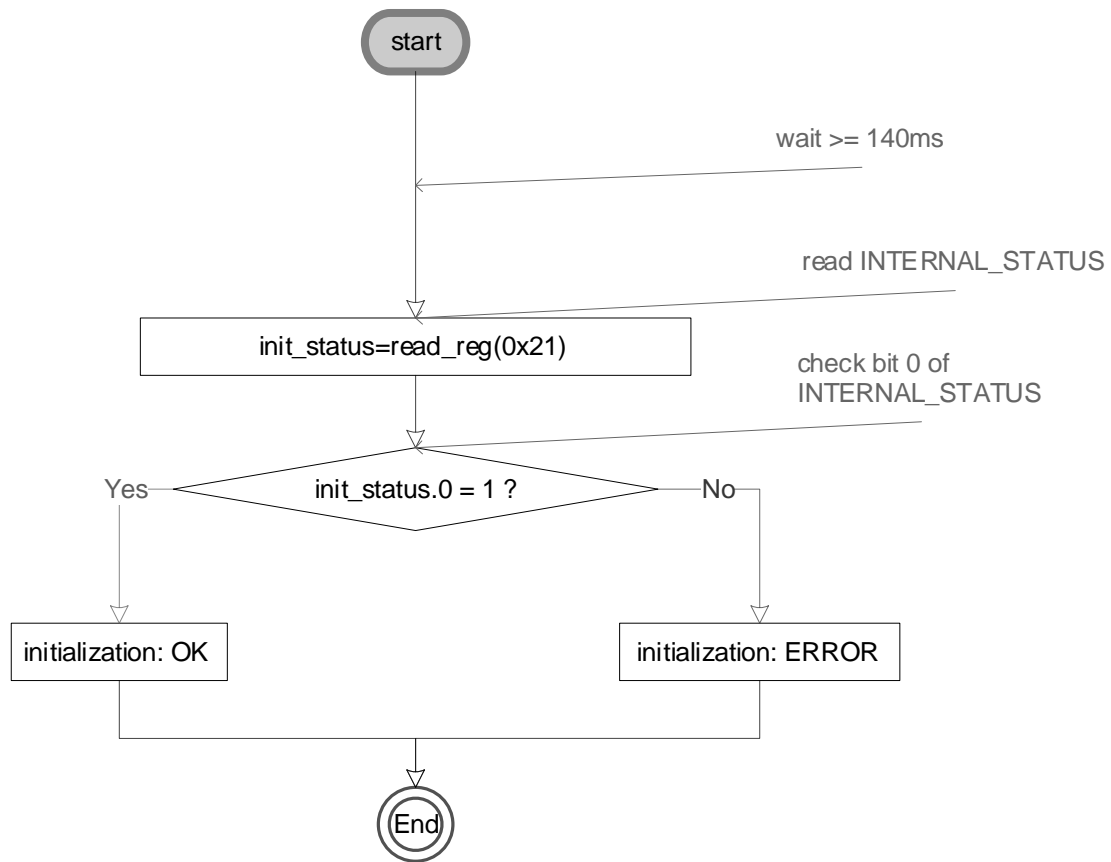 start
wait >= 140ms
read INTERNAL_STATUS
init_status=read_reg(0x21)
check bit 0 of
INTERNAL_STATUS
Yes
init_status.0 = 1 ?
No
initialization: OK
initialization: ERROR
End